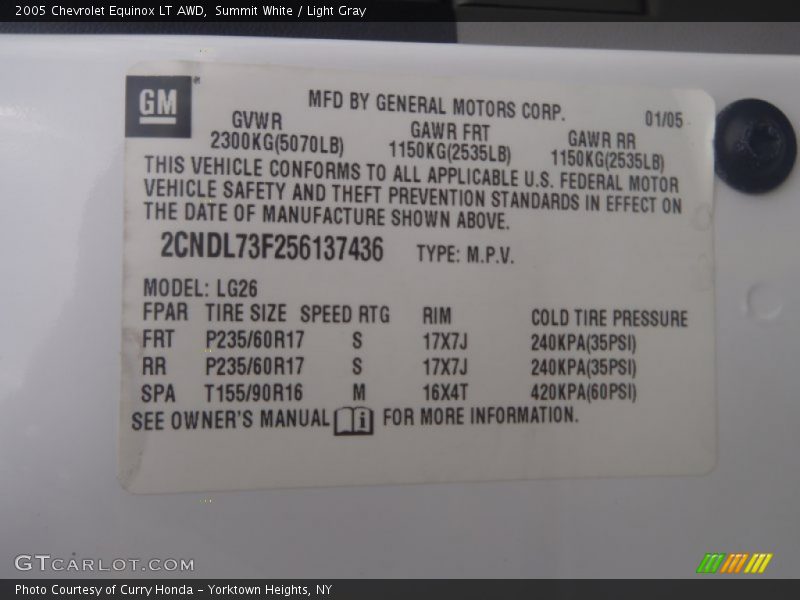 2005 Chevrolet Equinox LT AWD,  Summit White / Light Gray
GM
MFD BY GENERAL MOTORS CORP.
01/05
GVWR GAWR FRT GAWR RR
2300KG(5070LB) 1150KG(2535LB) 1150KG(2535LB)
THIS VEHICLE CONFORMS TO ALL APPLICABLE U.S. FEDERAL MOTOR
VEHICLE SAFETY AND THEFT PREVENTION STANDARDS IN EFFECT ON
THE DATE OF MANUFACTURE SHOWN ABOVE.
2CNDL73F256137436 TYPE: M.P.V.
MODEL: LG26
FPAR TIRE SIZE SPEED RTG RIM COLD TIRE PRESSURE
FRT P235/60R17 S 17X7J 240KPA(35PSI)
RR P235/60R17 S 17X7J 240KPA(35PSI)
SPA T155/90R16 M 16X4T 420KPA(60PSI)
SEE OWNER'S MANUAL i FOR MORE INFORMATION.
GTCARLOT.COM
Photo Courtesy of Curry Honda - Yorktown Heights, NY